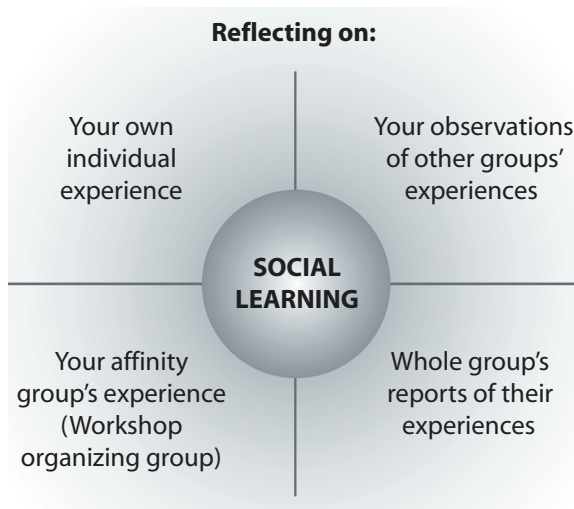 Reflecting on:
Your own
individual
experience
Your observations
of other groups’
experiences
SOCIAL
LEARNING
Your affinity
group’s experience
(Workshop
organizing group)
Whole group’s
reports of their
experiences